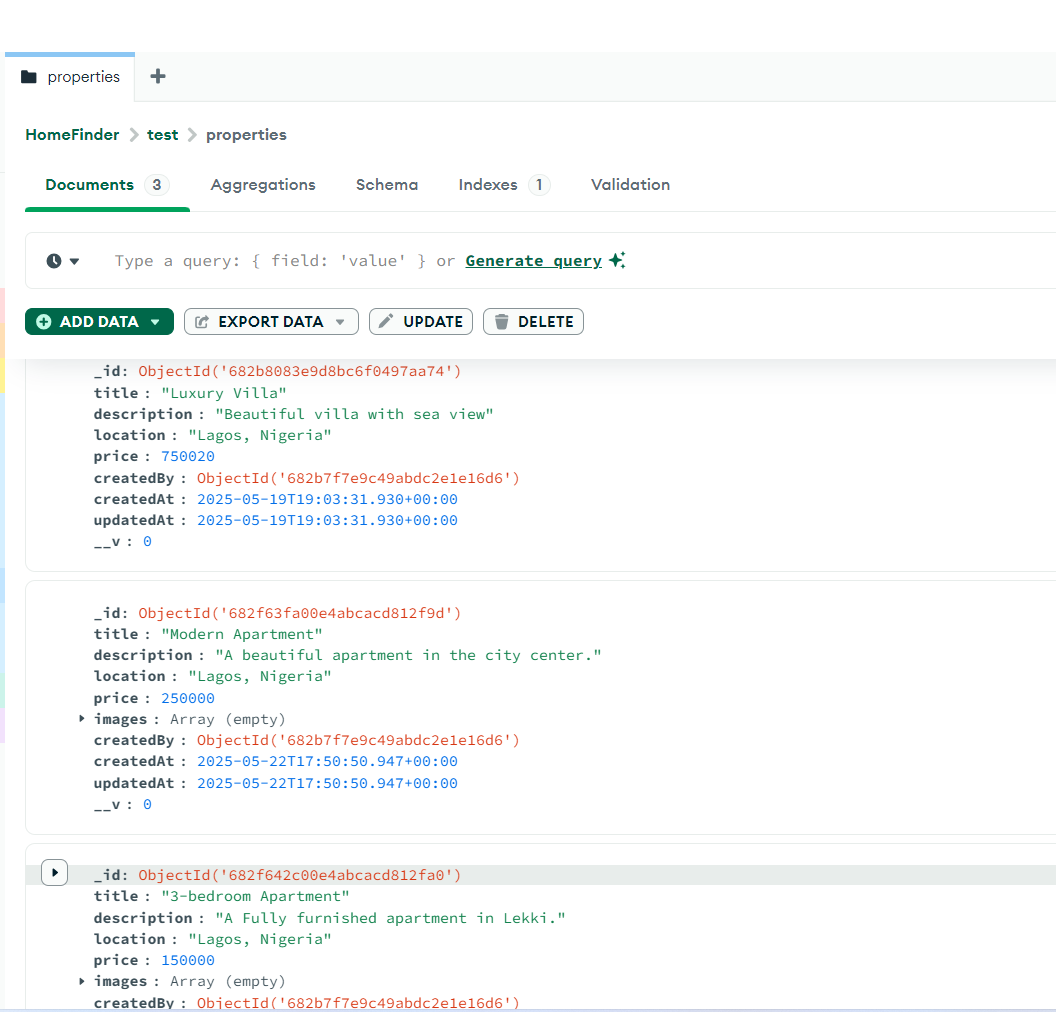 properties
HomeFinder > test > properties
Documents 3 Aggregations Schema Indexes 1 Validation
Type a query: { field: 'value' } or Generate query
ADD DATA EXPORT DATA UPDATE DELETE
_id: ObjectId('682b8083e9d8bc6f0497aa74')
title : "Luxury Villa"
description : "Beautiful villa with sea view"
location : "Lagos, Nigeria"
price : 750020
createdBy : ObjectId('682b7f7e9c49abdc2e1e16d6')
createdAt : 2025-05-19T19:03:31.930+00:00
updatedAt : 2025-05-19T19:03:31.930+00:00
__v : 0
_id: ObjectId('682f63fa00e4abcacd812f9d')
title : "Modern Apartment"
description : "A beautiful apartment in the city center."
location : "Lagos, Nigeria"
price : 250000
images : Array (empty)
createdBy : ObjectId('682b7f7e9c49abdc2e1e16d6')
createdAt : 2025-05-22T17:50:50.947+00:00
updatedAt : 2025-05-22T17:50:50.947+00:00
__v : 0
_id: ObjectId('682f642c00e4abcacd812fa0')
title : "3-bedroom Apartment"
description : "A Fully furnished apartment in Lekki."
location : "Lagos, Nigeria"
price : 150000
images : Array (empty)
createdBy : ObjectId('682b7f7e9c49abdc2e1e16d6')